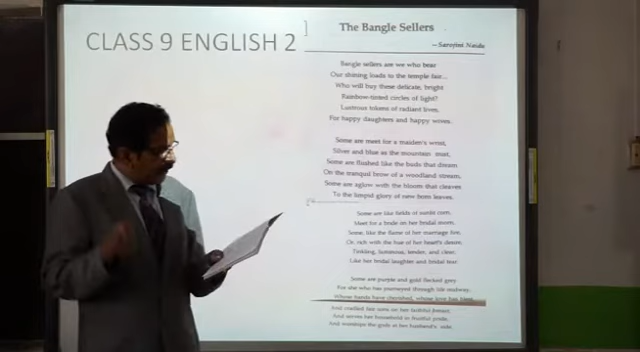 CLASS 9 ENGLISH 2
The Bangle Sellers
—Sarojini Naidu
Bangle sellers are we who bear
Our shining loads to the temple fair...
Who will buy these delicate, bright
Rainbow-tinted circles of light?
Lustrous tokens of radiant lives,
For happy daughters and happy wives.
Some are meet for a maiden's wrist,
Silver and blue as the mountain mist,
Some are flushed like the buds that dream
On the tranquil brow of a woodland stream,
Some are aglow with the bloom that cleaves
To the limpid glory of new born leaves.
Some are like fields of sunlit corn,
Meet for a bride on her bridal morn,
Some, like the flame of her marriage fire,
Or, rich with the hue of her heart's desire,
Tinkling, luminous, tender, and clear,
Like her bridal laughter and bridal tear.
Some are purple and gold flecked grey
For she who has journeyed through life midway,
Whose hands have cherished, whose love has blest,
And cradled fair sons on her faithful breast,
And serves her household in fruitful pride,
And worships the gods at her husband's side.